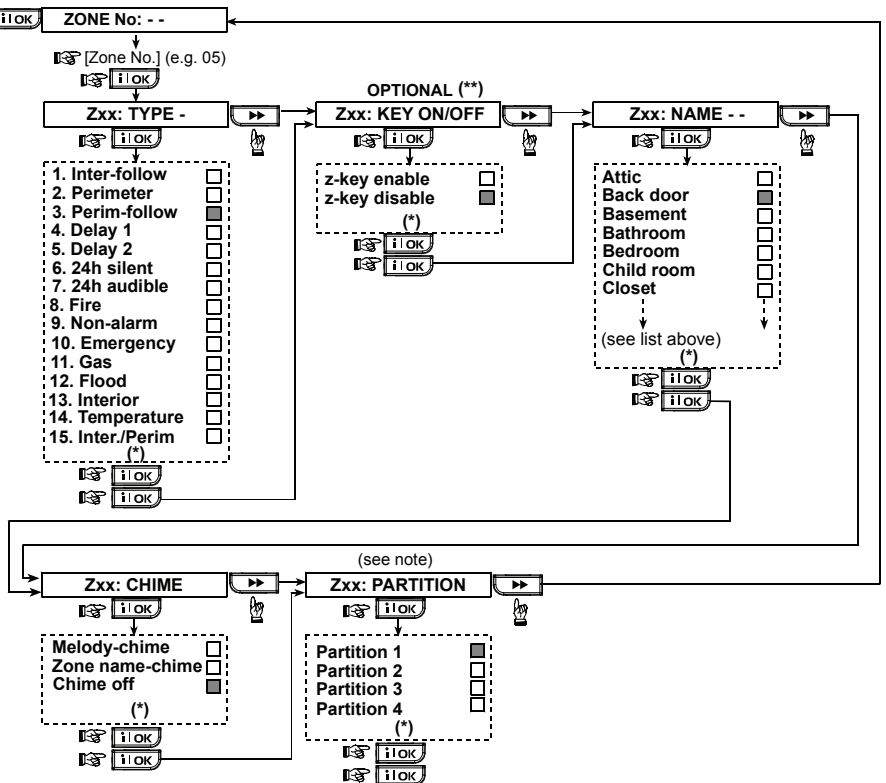 i OK
ZONE No: - -
[Zone No.] (e.g. 05)
i OK
OPTIONAL (**)
Zxx: TYPE -
Zxx: KEY ON/OFF
Zxx: NAME - -
i OK
i OK
i OK
1. Inter-follow
2. Perimeter
3. Perim-follow
4. Delay 1
5. Delay 2
6. 24h silent
7. 24h audible
8. Fire
9. Non-alarm
10. Emergency
11. Gas
12. Flood
13. Interior
14. Temperature
15. Inter./Perim
(*)
i OK
i OK
z-key enable
z-key disable
(*)
i OK
i OK
Attic
Back door
Basement
Bathroom
Bedroom
Child room
Closet
(see list above)
(*)
i OK
i OK
(see note)
Zxx: CHIME
Zxx: PARTITION
i OK
i OK
Melody-chime
Zone name-chime
Chime off
(*)
i OK
i OK
Partition 1
Partition 2
Partition 3
Partition 4
(*)
i OK
i OK